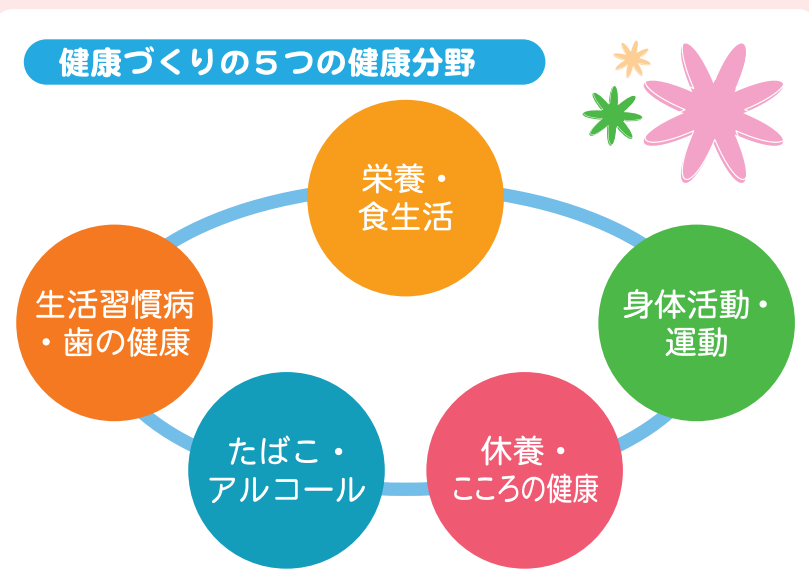 健康づくりの５つの健康分野
栄養・
食生活
身体活動・
運動
休養・
こころの健康
たばこ・
アルコール
生活習慣病
・歯の健康